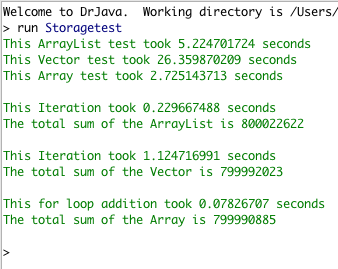 Welcome to DrJava.  Working directory is /Users/
> run Storagetest
This ArrayList test took 5.224701724 seconds
This Vector test took 26.359870209 seconds
This Array test took 2.725143713 seconds
This Iteration took 0.229667488 seconds
The total sum of the ArrayList is 800022622
This Iteration took 1.124716991 seconds
The total sum of the Vector is 799992023
This for loop addition took 0.07826707 seconds
The total sum of the Array is 799990885
>